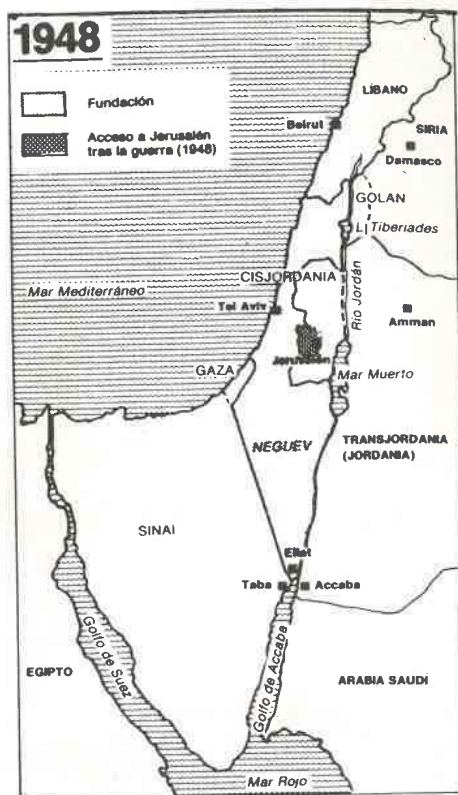 1948
Fundación
Acceso a Jerusalén
tras la guerra (1948)
LÍBANO
Beirut
SIRIA
Damasco
GOLAN
L. Tiberiades
CISJORDANIA
Mar Mediterráneo
Tel Aviv
Río Jordán
Amman
Jerusalén
GAZA
Mar Muerto
NEGUEV
TRANSJORDANIA
(JORDANIA)
SINAI
Eilat
Taba
Accaba
Golfo de Suez
Golfo de Accaba
EGIPTO
ARABIA SAUDÍ
Mar Rojo